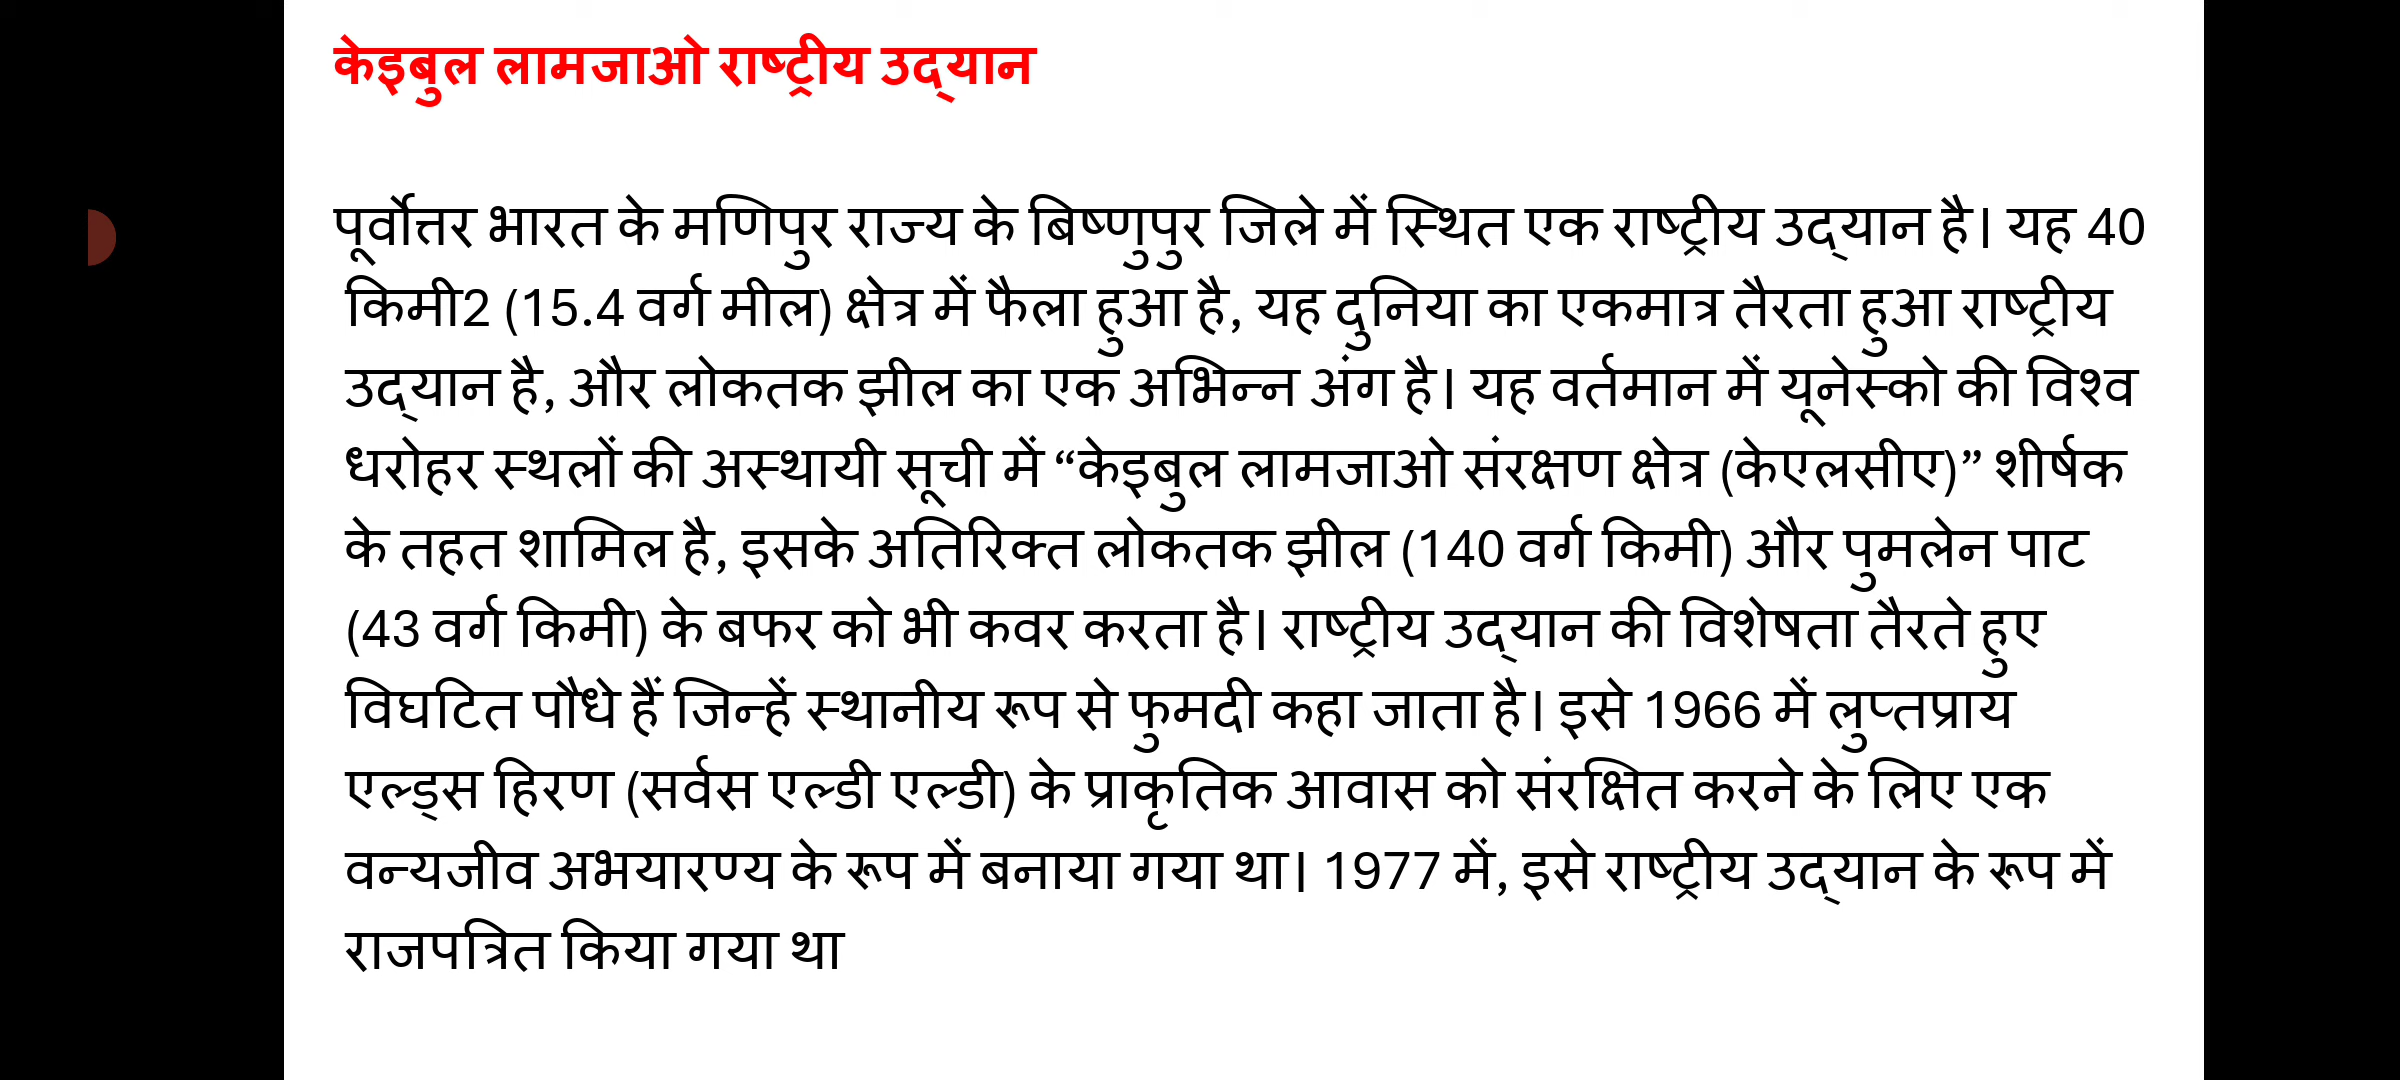 केइबुल लामजाओ राष्ट्रीय उद्यान
पूर्वोत्तर भारत के मणिपुर राज्य के बिष्णुपुर जिले में स्थित एक राष्ट्रीय उद्यान है। यह 40
किमी2 (15.4 वर्ग मील) क्षेत्र में फैला हुआ है, यह दुनिया का एकमात्र तैरता हुआ राष्ट्रीय
उद्यान है, और लोकतक झील का एक अभिन्न अंग है। यह वर्तमान में यूनेस्को की विश्व
धरोहर स्थलों की अस्थायी सूची में “केइबुल लामजाओ संरक्षण क्षेत्र (केएलसीए)” शीर्षक
के तहत शामिल है, इसके अतिरिक्त लोकतक झील (140 वर्ग किमी) और पुमलेन पाट
(43 वर्ग किमी) के बफर को भी कवर करता है। राष्ट्रीय उद्यान की विशेषता तैरते हुए
विघटित पौधे हैं जिन्हें स्थानीय रूप से फुमदी कहा जाता है। इसे 1966 में लुप्तप्राय
एल्ड्स हिरण (सर्वस एल्डी एल्डी) के प्राकृतिक आवास को संरक्षित करने के लिए एक
वन्यजीव अभयारण्य के रूप में बनाया गया था। 1977 में, इसे राष्ट्रीय उद्यान के रूप में
राजपत्रित किया गया था